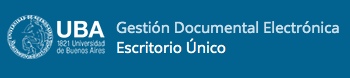 UBA
1821 Universidad
de Buenos Aires
Gestión Documental Electrónica
Escritorio Único